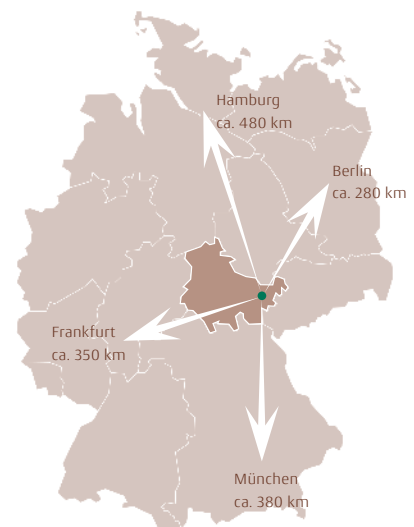 Hamburg
ca. 480 km
Berlin
ca. 280 km
Frankfurt
ca. 350 km
München
ca. 380 km